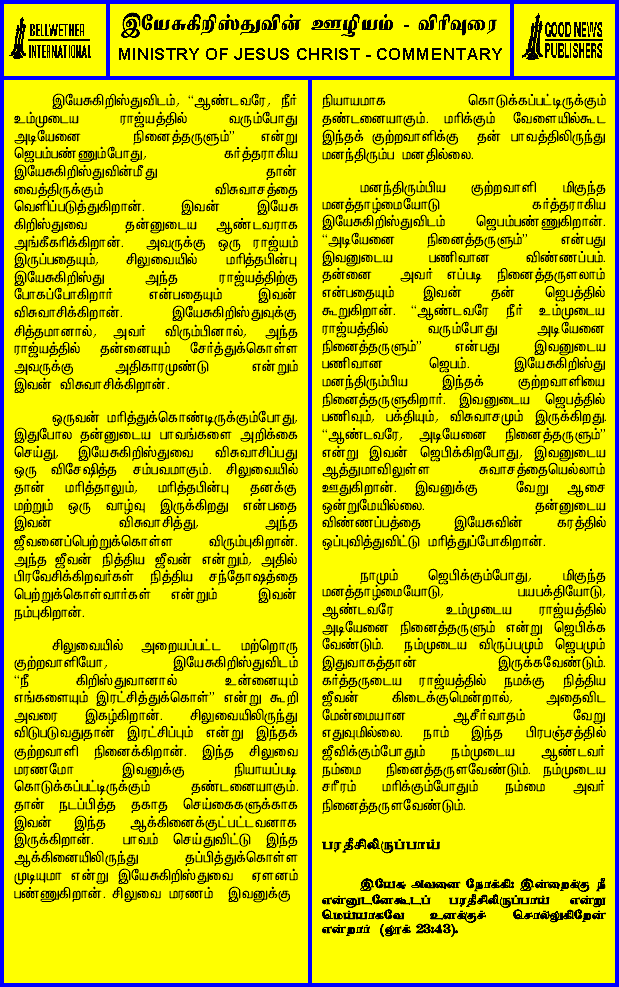 BELLWETHER
INTERNATIONAL
இயேசுகிறிஸ்துவின் ஊழியம் - விரிவுரை
MINISTRY OF JESUS CHRIST - COMMENTARY
GOOD NEWS
PUBLISHERS
இயேசுகிறிஸ்துவிடம், “ஆண்டவரே, நீர்
உம்முடைய ராஜ்யத்தில் வரும்போது
அடியேனை நினைத்தருளும்” என்று
ஜெபம்பண்ணும்போது, கர்த்தராகிய
இயேசுகிறிஸ்துவின்மீது தான்
வைத்திருக்கும் விசுவாசத்தை
வெளிப்படுத்துகிறான். இவன் இயேசு
கிறிஸ்துவை தன்னுடைய ஆண்டவராக
அங்கீகரிக்கிறான். அவருக்கு ஒரு ராஜ்யம்
இருப்பதையும், சிலுவையில் மரித்தபின்பு
இயேசுகிறிஸ்து அந்த ராஜ்யத்திற்கு
போகப்போகிறார் என்பதையும் இவன்
விசுவாசிக்கிறான். இயேசுகிறிஸ்துவுக்கு
சித்தமானால், அவர் விரும்பினால், அந்த
ராஜ்யத்தில் தன்னையும் சேர்த்துக்கொள்ள
அவருக்கு அதிகாரமுண்டு என்றும்
இவன் விசுவாசிக்கிறான்.
ஒருவன் மரித்துக்கொண்டிருக்கும்போது,
இதுபோல தன்னுடைய பாவங்களை அறிக்கை
செய்து, இயேசுகிறிஸ்துவை விசுவாசிப்பது
ஒரு விசேஷித்த சம்பவமாகும். சிலுவையில்
தான் மரித்தாலும், மரித்தபின்பு தனக்கு
மற்றும் ஒரு வாழ்வு இருக்கிறது என்பதை
இவன் விசுவாசித்து, அந்த
ஜீவனைப்பெற்றுக்கொள்ள விரும்புகிறான்.
அந்த ஜீவன் நித்திய ஜீவன் என்றும், அதில்
பிரவேசிக்கிறவர்கள் நித்திய சந்தோஷத்தை
பெற்றுக்கொள்வார்கள் என்றும் இவன்
நம்புகிறான்.
சிலுவையில் அறையப்பட்ட மற்றொரு
குற்றவாளியோ, இயேசுகிறிஸ்துவிடம்
“நீ கிறிஸ்துவானால் உன்னையும்
எங்களையும் இரட்சித்துக்கொள்” என்று கூறி
அவரை இகழ்கிறான். சிலுவையிலிருந்து
விடுபடுவதுதான் இரட்சிப்பும் என்று இந்தக்
குற்றவாளி நினைக்கிறான். இந்த சிலுவை
மரணமோ இவனுக்கு நியாயப்படி
கொடுக்கப்பட்டிருக்கும் தண்டனையாகும்.
தான் நடப்பித்த தகாத செய்கைகளுக்காக
இவன் இந்த ஆக்கினைக்குட்பட்டவனாக
இருக்கிறான். பாவம் செய்துவிட்டு இந்த
ஆக்கினையிலிருந்து தப்பித்துக்கொள்ள
முடியுமா என்று இயேசுகிறிஸ்துவை ஏளனம்
பண்ணுகிறான். சிலுவை மரணம் இவனுக்கு
நியாயமாக கொடுக்கப்பட்டிருக்கும்
தண்டனையாகும். மரிக்கும் வேளையில்கூட
இந்தக் குற்றவாளிக்கு தன் பாவத்திலிருந்து
மனந்திரும்ப மனதில்லை.
மனந்திரும்பிய குற்றவாளி மிகுந்த
மனத்தாழ்மையோடு கர்த்தராகிய
இயேசுகிறிஸ்துவிடம் ஜெபம்பண்ணுகிறான்.
“அடியேனை நினைத்தருளும்” என்பது
இவனுடைய பணிவான விண்ணப்பம்.
தன்னை அவர் எப்படி நினைத்தருளலாம்
என்பதையும் இவன் தன் ஜெபத்தில்
கூறுகிறான். “ஆண்டவரே நீர் உம்முடைய
ராஜ்யத்தில் வரும்போது அடியேனை
நினைத்தருளும்” என்பது இவனுடைய
பணிவான ஜெபம். இயேசுகிறிஸ்து
மனந்திரும்பிய இந்தக் குற்றவாளியை
நினைத்தருளுகிறார். இவனுடைய ஜெபத்தில்
பணிவும், பக்தியும், விசுவாசமும் இருக்கிறது.
“ஆண்டவரே, அடியேனை நினைத்தருளும்”
என்று இவன் ஜெபிக்கிறபோது, இவனுடைய
ஆத்துமாவிலுள்ள சுவாசத்தையெல்லாம்
ஊதுகிறான். இவனுக்கு வேறு ஆசை
ஒன்றுமேயில்லை. தன்னுடைய
விண்ணப்பத்தை இயேசுவின் கரத்தில்
ஒப்புவித்துவிட்டு மரித்துப்போகிறான்.
நாமும் ஜெபிக்கும்போது, மிகுந்த
மனத்தாழ்மையோடு, பயபக்தியோடு,
ஆண்டவரே உம்முடைய ராஜ்யத்தில்
அடியேனை நினைத்தருளும் என்று ஜெபிக்க
வேண்டும். நம்முடைய விருப்பமும் ஜெபமும்
இதுவாகத்தான் இருக்கவேண்டும்.
கர்த்தருடைய ராஜ்யத்தில் நமக்கு நித்திய
ஜீவன் கிடைக்குமென்றால், அதைவிட
மேன்மையான ஆசீர்வாதம் வேறு
எதுவுமில்லை. நாம் இந்த பிரபஞ்சத்தில்
ஜீவிக்கும்போதும் நம்முடைய ஆண்டவர்
நம்மை நினைத்தருளவேண்டும். நம்முடைய
சரீரம் மரிக்கும்போதும் நம்மை அவர்
நினைத்தருளவேண்டும்.
பரதீசிலிருப்பாய்
இயேசு அவனை நோக்கி: இன்றைக்கு நீ
என்னுடனேகூடப் பரதீசிலிருப்பாய் என்று
மெய்யாகவே உனக்குச் சொல்லுகிறேன்
என்றார் (லூக் 23:43).